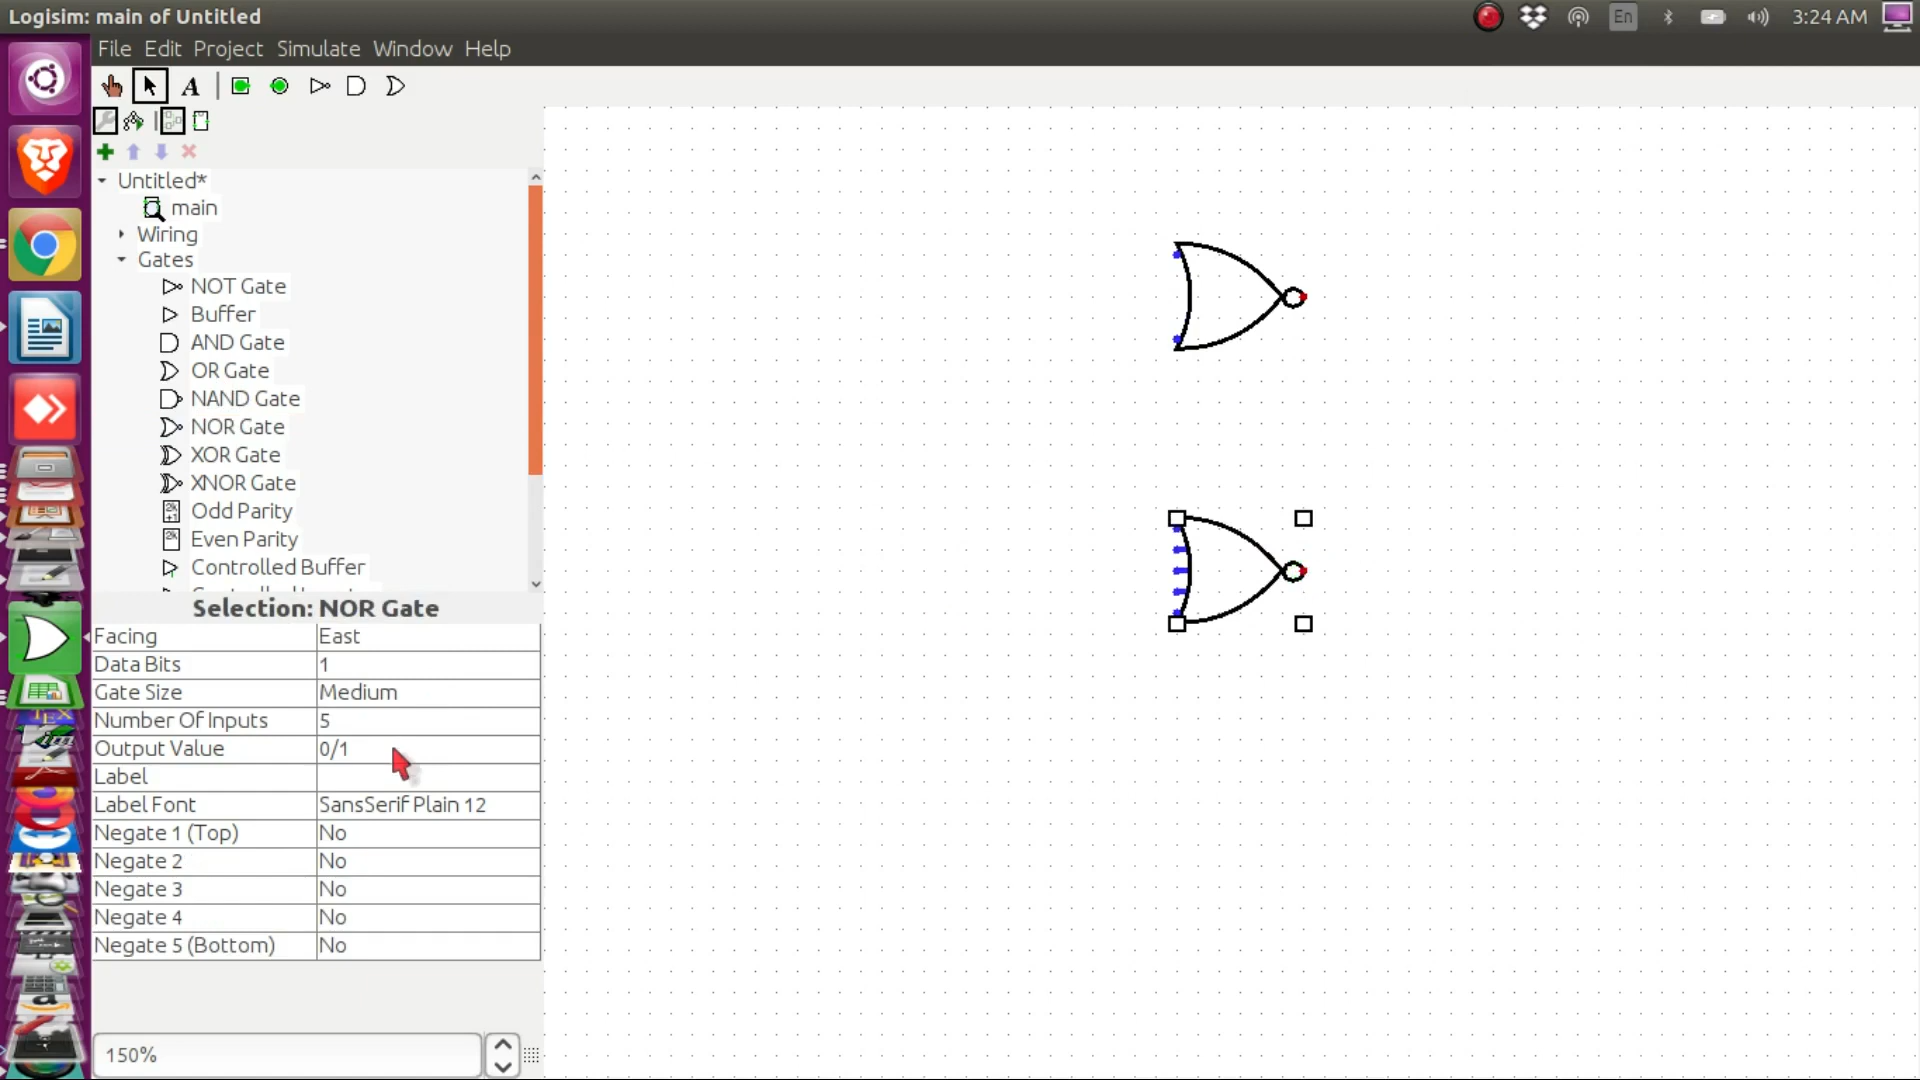 Logisim: main of Untitled
En
3:24 AM
File Edit Project Simulate Window Help
A
Untitled*
main
Wiring
Gates
NOT Gate
Buffer
AND Gate
OR Gate
NAND Gate
NOR Gate
XOR Gate
XNOR Gate
Odd Parity
Even Parity
Controlled Buffer
Selection: NOR Gate
Facing East
Data Bits 1
Gate Size Medium
Number Of Inputs 5
Output Value 0/1
Label
Label Font SansSerif Plain 12
Negate 1 (Top) No
Negate 2 No
Negate 3 No
Negate 4 No
Negate 5 (Bottom) No
150%